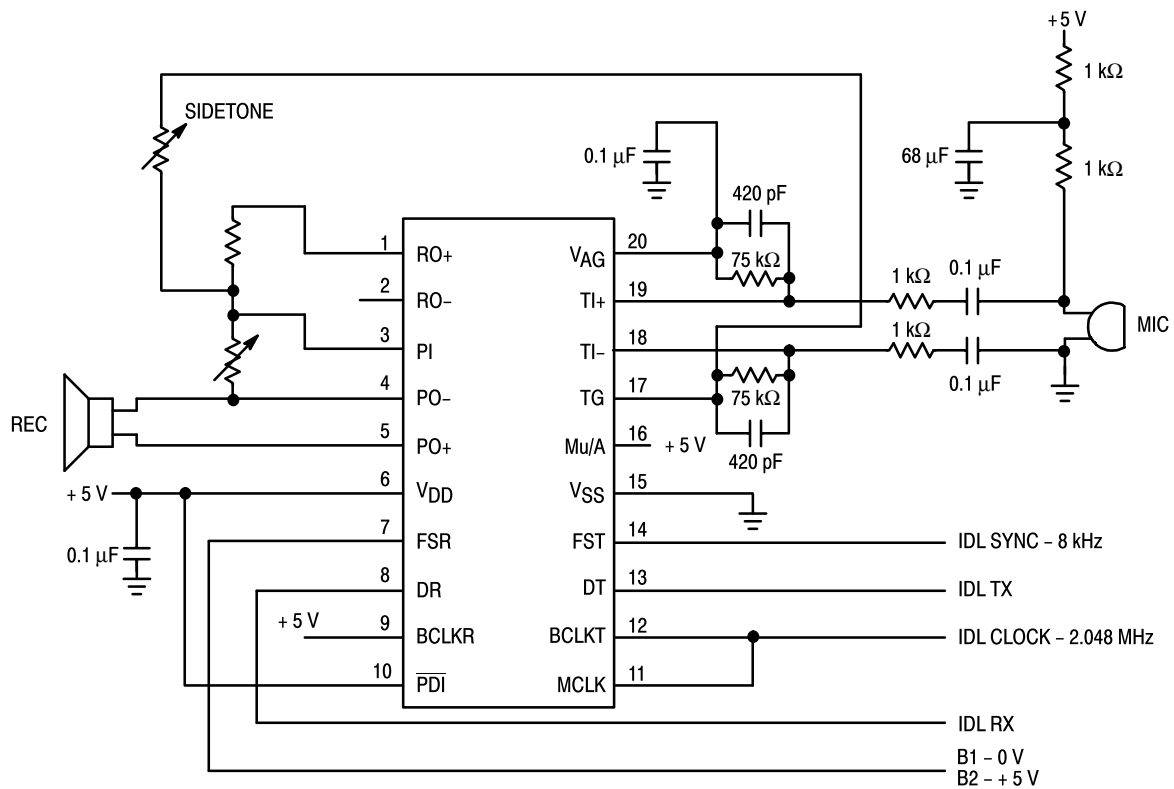 + 5 V
1 kΩ
SIDETONE
0.1 µF
68 µF
1 kΩ
420 pF
1
RO+
VAG
20
75 kΩ
1 kΩ
0.1 µF
2
RO–
TI+
19
MIC
3
PI
TI–
18
1 kΩ
0.1 µF
4
PO–
TG
17
75 kΩ
REC
5
PO+
Mu/A
16
+ 5 V
420 pF
+ 5 V
6
VDD
VSS
15
0.1 µF
7
FSR
FST
14
IDL SYNC – 8 kHz
8
DR
DT
13
IDL TX
+ 5 V
9
BCLKR
BCLKT
12
IDL CLOCK – 2.048 MHz
10
PDI
MCLK
11
IDL RX
B1 – 0 V
B2 – + 5 V